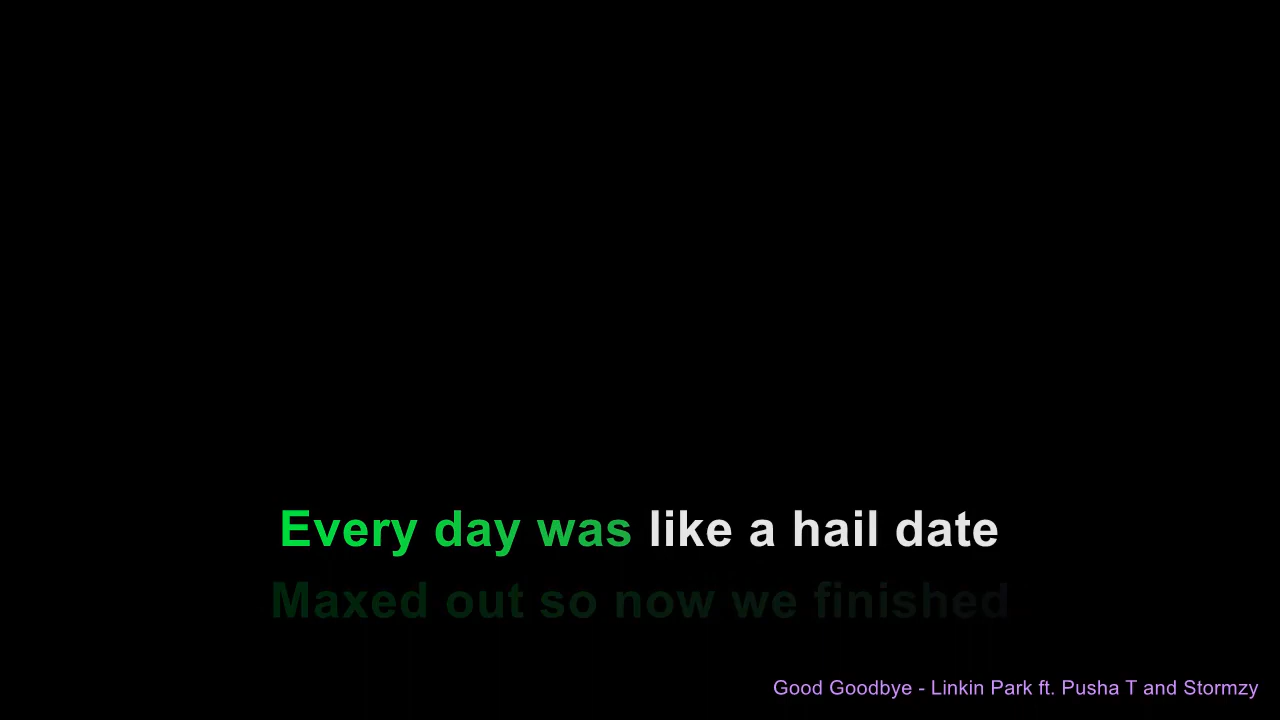 Every day was like a hail date
Maxed out so now we finished
Good Goodbye - Linkin Park ft. Pusha T and Stormzy